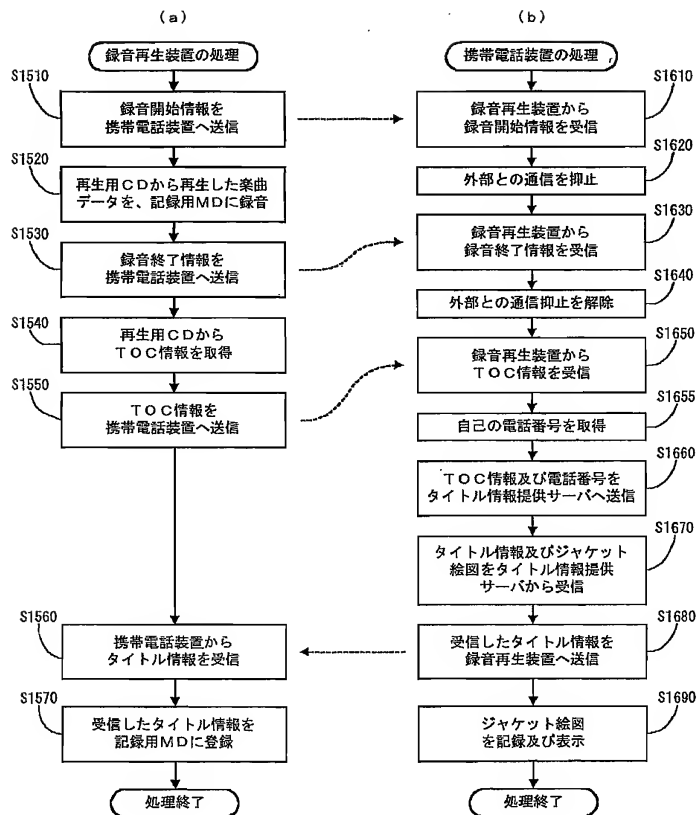 (a)
録音再生装置の処理
S1510
録音開始情報を
携帯電話装置へ送信
S1520
再生用CDから再生した楽曲
データを、記録用MDに録音
S1530
録音終了情報を
携帯電話装置へ送信
S1540
再生用CDから
TOC情報を取得
S1550
TOC情報を
携帯電話装置へ送信
S1560
携帯電話装置から
タイトル情報を受信
S1570
受信したタイトル情報を
記録用MDに登録
処理終了
(b)
携帯電話装置の処理
S1610
録音再生装置から
録音開始情報を受信
S1620
外部との通信を抑止
S1630
録音再生装置から
録音終了情報を受信
S1640
外部との通信抑止を解除
S1650
録音再生装置から
TOC情報を受信
S1655
自己の電話番号を取得
S1660
TOC情報及び電話番号を
タイトル情報提供サーバへ送信
S1670
タイトル情報及びジャケット
絵図をタイトル情報提供
サーバから受信
S1680
受信したタイトル情報を
録音再生装置へ送信
S1690
ジャケット絵図
を記録及び表示
処理終了